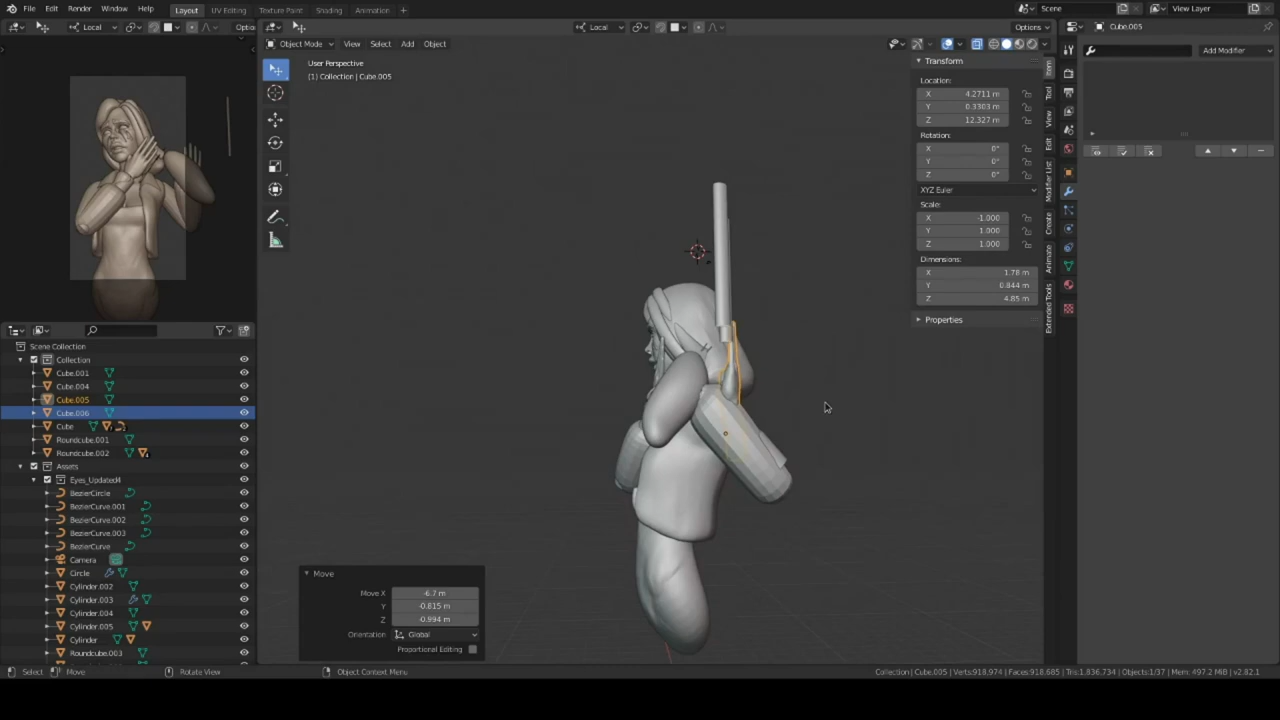 File Edit Render Window Help Layout UV Editing Texture Paint Shading Animation + Scene View Layer
Local Optio Local Options Cube.005
Object Mode View Select Add Object Add Modifier
User Perspective
(1) Collection | Cube.005
Transform
Location:
X 4.2711 m
Y 0.3303 m
Z 12.327 m
Rotation:
X 0°
Y 0°
Z 0°
XYZ Euler
Scale:
X -1.000
Y 1.000
Z 1.000
Dimensions:
X 1.78 m
Y 0.844 m
Z 4.85 m
Properties
Item
Tool
View
Edit
Modifier List
Create
Animate
Extended Tools
Scene Collection
Collection
Cube.001
Cube.004
Cube.005
Cube.006
Cube
Roundcube.001
Roundcube.002
Assets
Eyes_Updated4
BezierCircle
BezierCurve.001
BezierCurve.002
BezierCurve.003
BezierCurve
Camera
Circle
Cylinder.002
Cylinder.003
Cylinder.004
Cylinder.005
Cylinder
Roundcube.003
Move
Move X -6.7 m
Y -0.815 m
Z -0.994 m
Orientation Global
Proportional Editing
Select Move Rotate View Object Context Menu Collection | Cube.005 | Verts:918,974 | Faces:918,685 | Tris:1,836,734 | Objects:1/37 | Mem: 497.2 MiB | v2.82.1